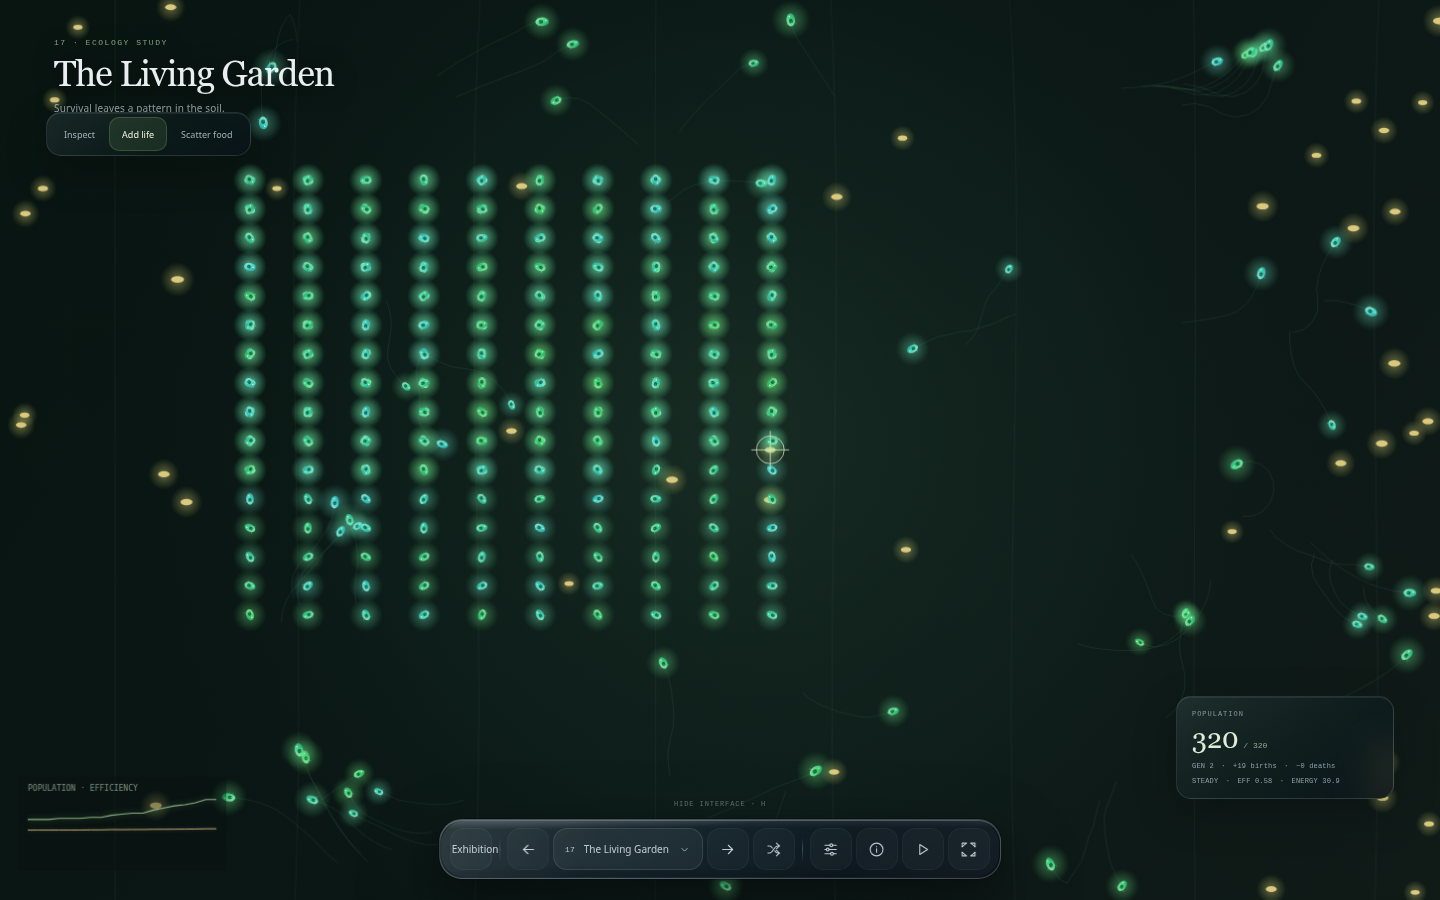 17 · ECOLOGY STUDY
The Living Garden
Survival leaves a pattern in the soil.
Inspect
Add life
Scatter food
POPULATION
320 / 320
GEN 2 · +19 births · −0 deaths
STEADY · EFF 0.58 · ENERGY 30.9
POPULATION · EFFICIENCY
HIDE INTERFACE · H
Exhibition
17 The Living Garden